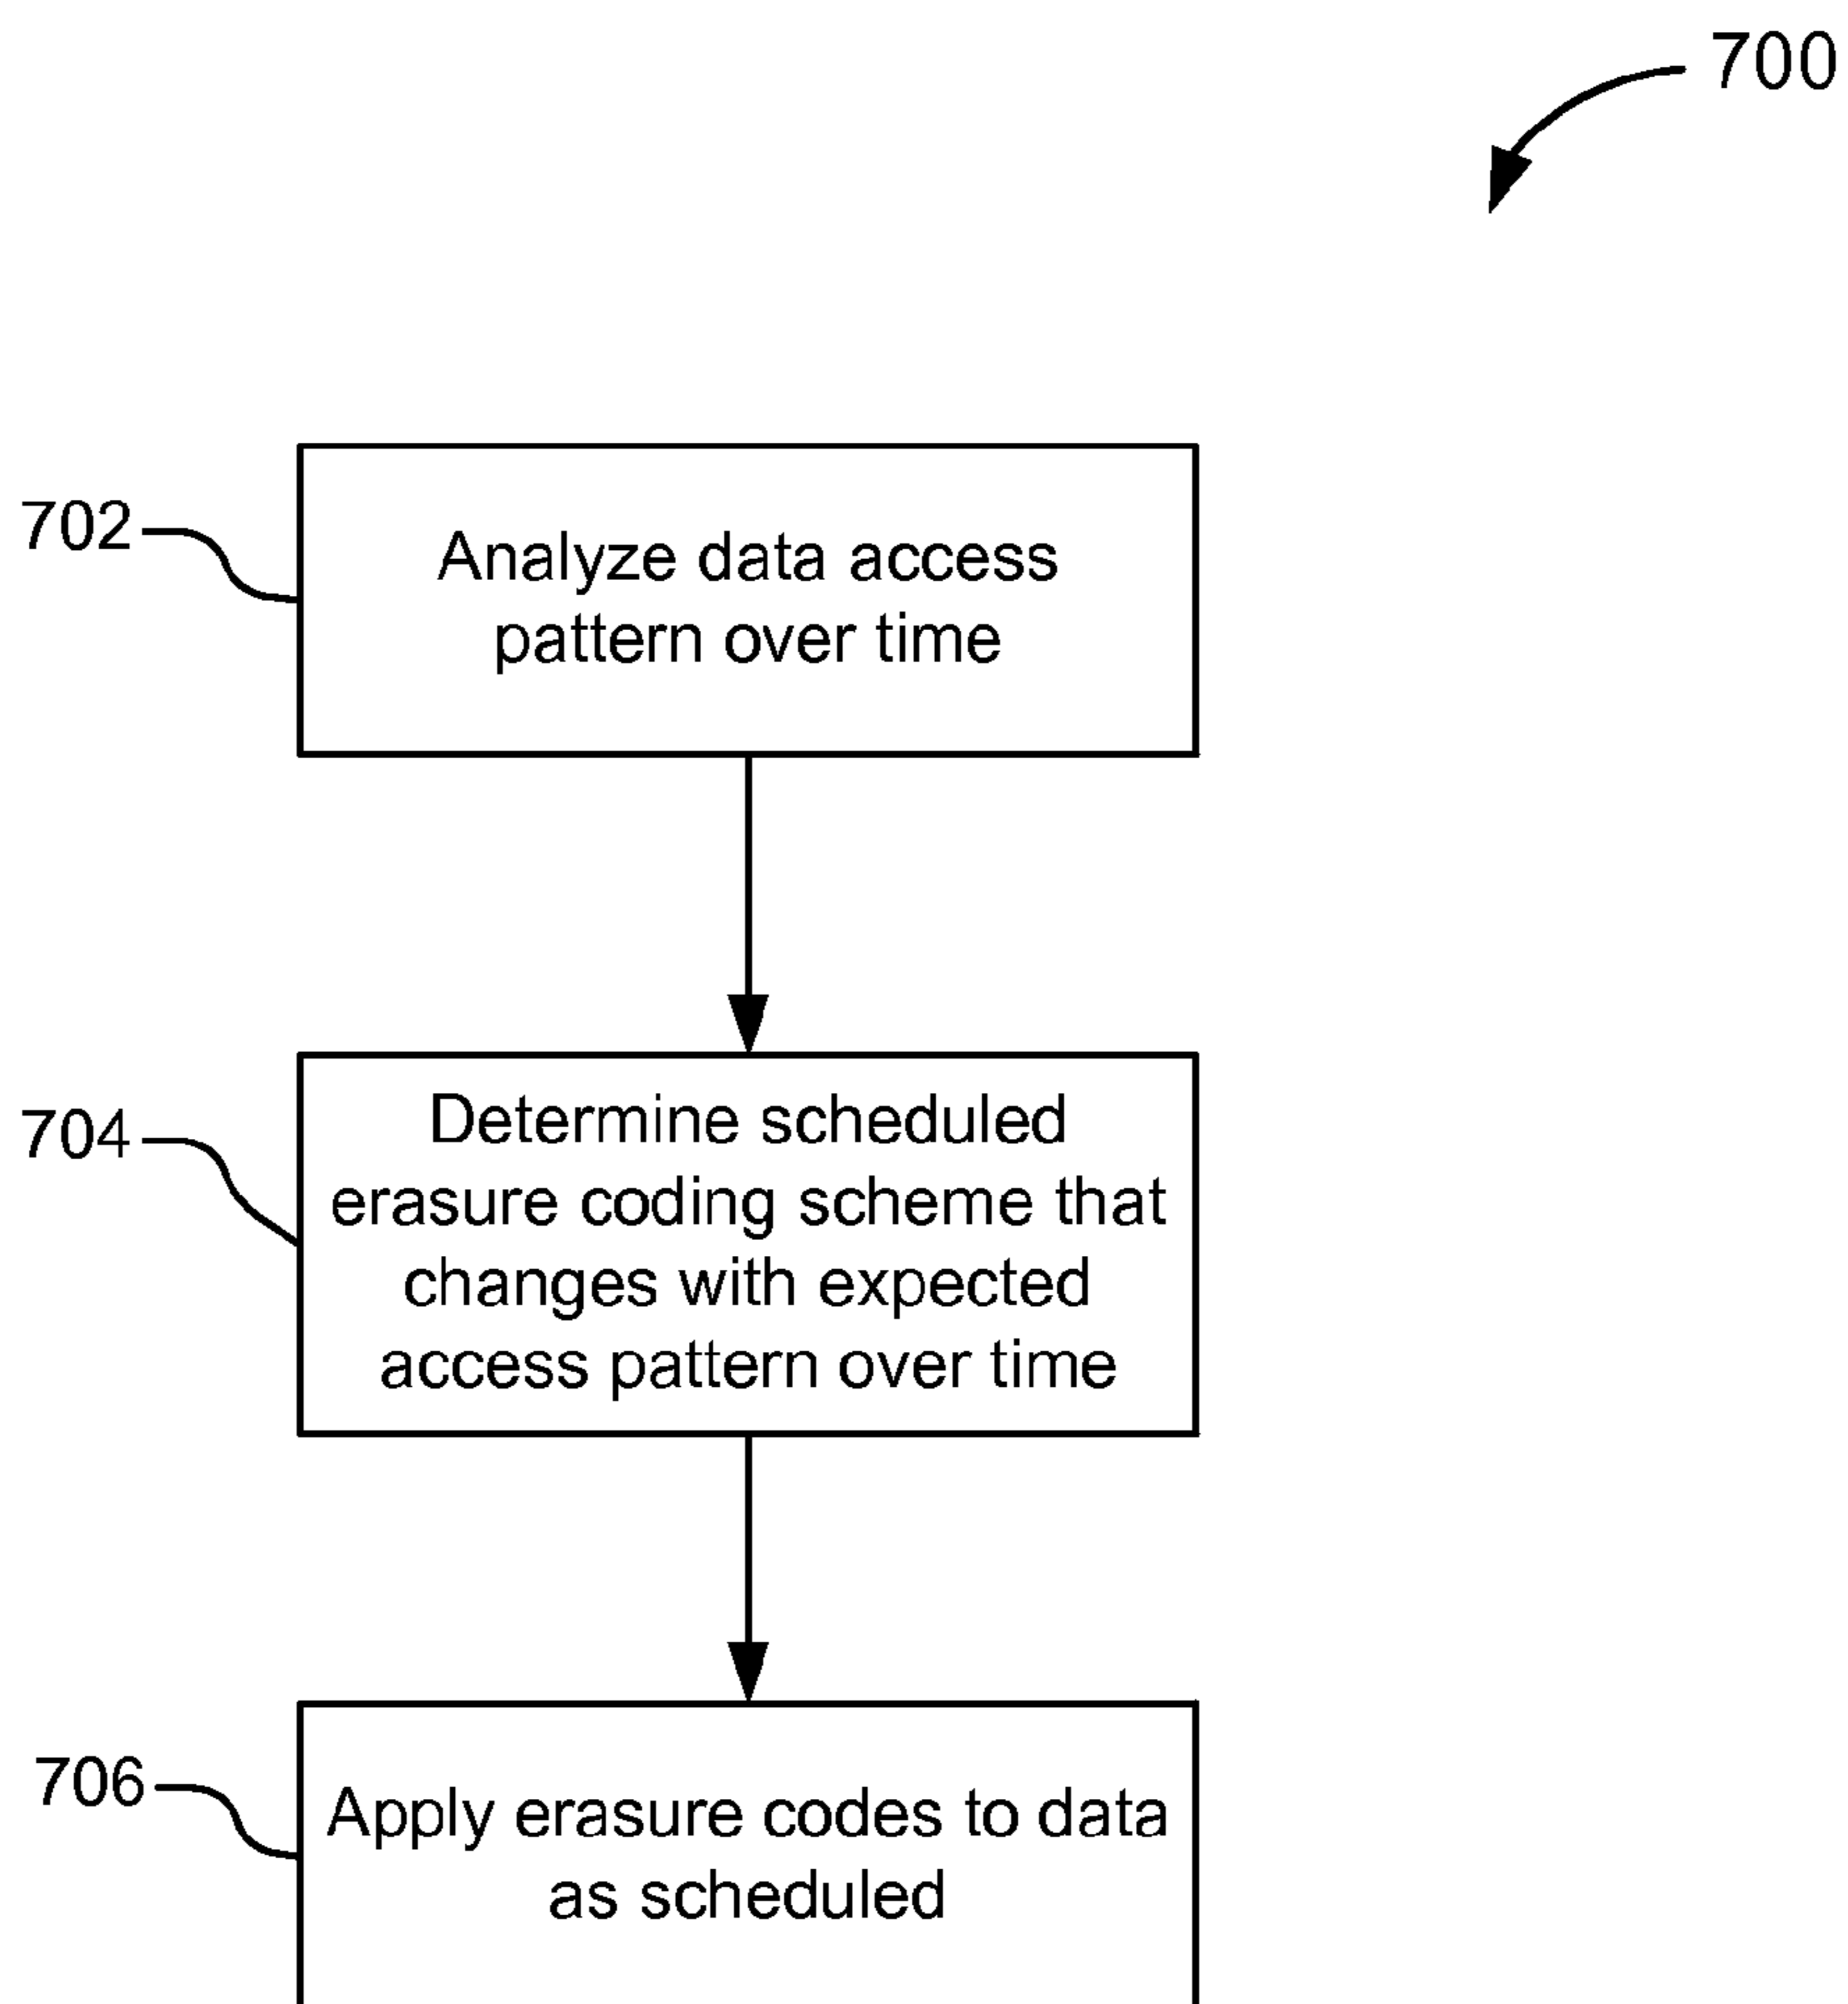 700
702
Analyze data access
pattern over time
704
Determine scheduled
erasure coding scheme that
changes with expected
access pattern over time
706
Apply erasure codes to data
as scheduled